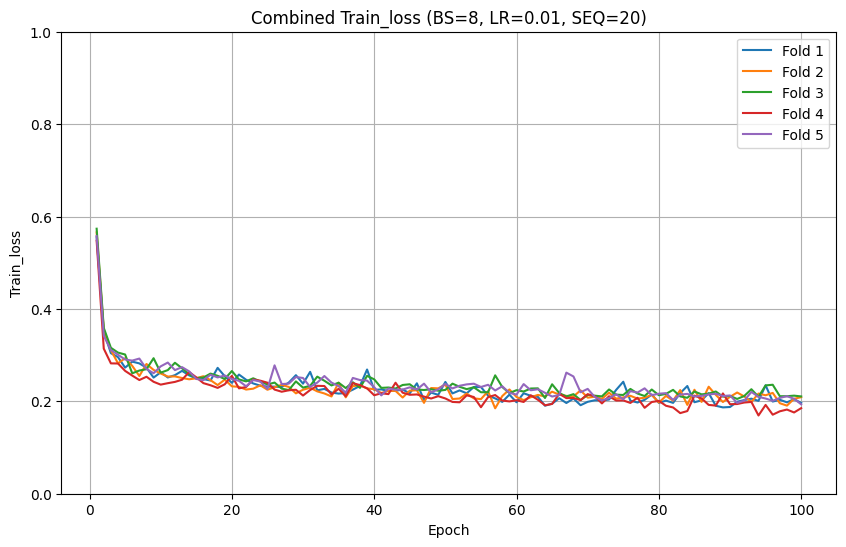 Combined Train_loss (BS=8, LR=0.01, SEQ=20)
Train_loss
1.0
0.8
0.6
0.4
0.2
0.0
Fold 1
Fold 2
Fold 3
Fold 4
Fold 5
0 20 40 60 80 100
Epoch